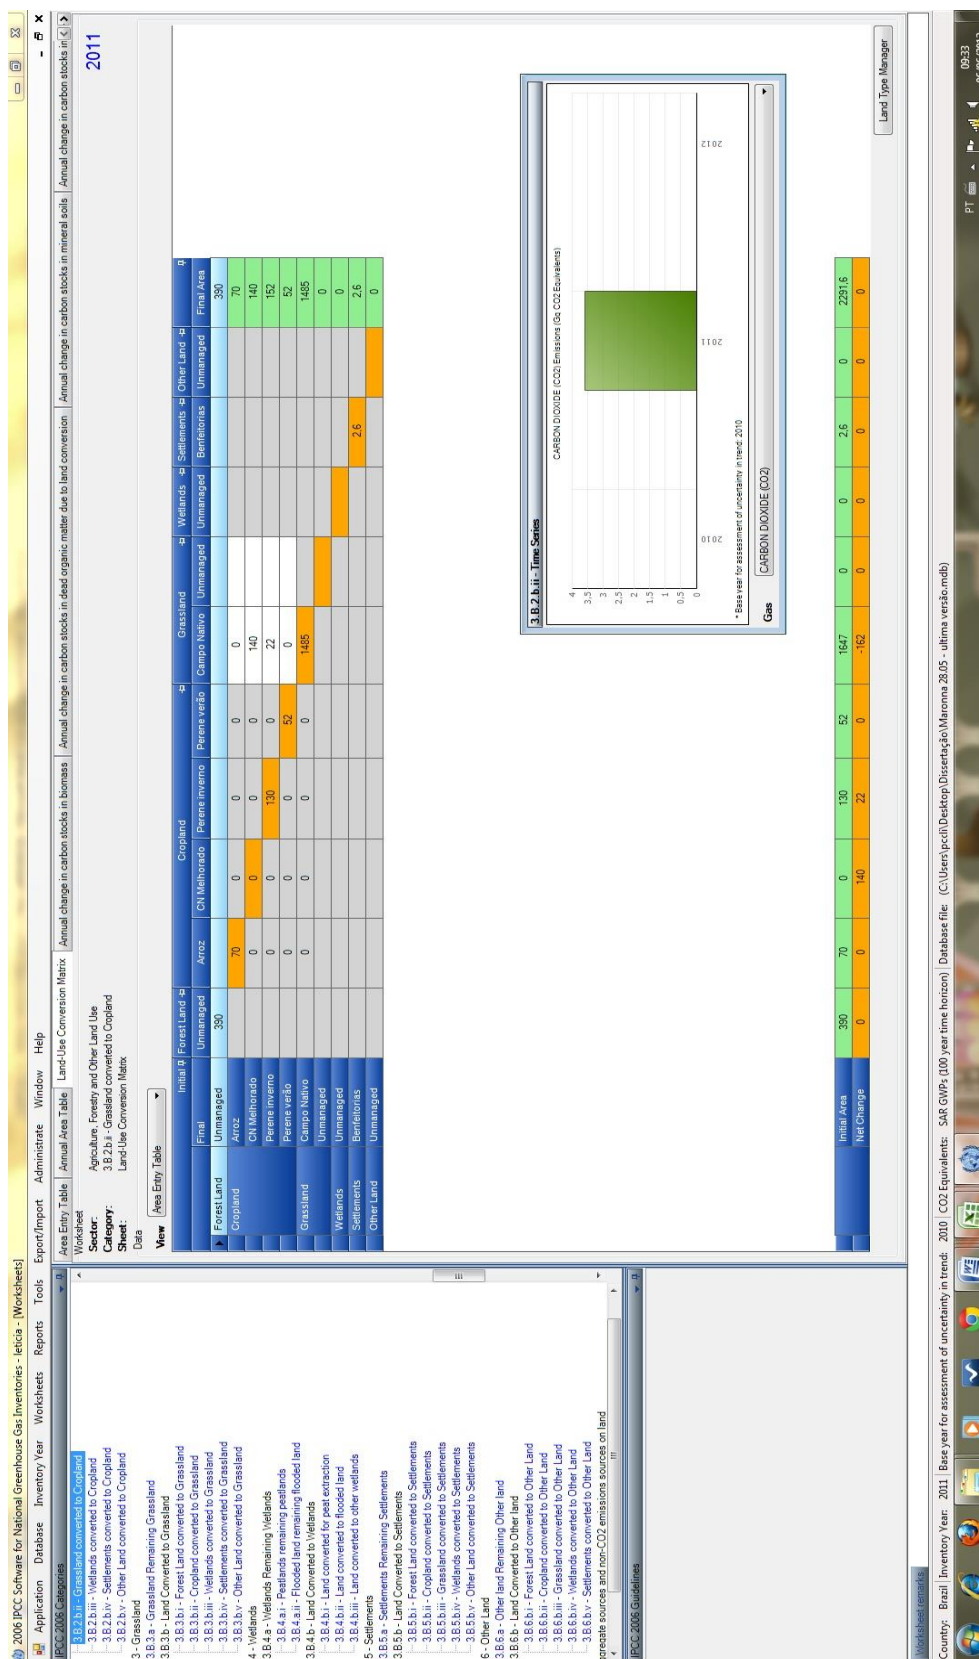 2006 IPCC Software for National Greenhouse Gas Inventories - leticia - [Worksheets]
Application Database Inventory Year Worksheets Reports Tools Export/Import Administrate Window Help
IPCC 2006 Categories
3.B.2.b.ii - Grassland converted to Cropland
3.B.2.b.iii - Wetlands converted to Cropland
3.B.2.b.iv - Settlements converted to Cropland
3.B.2.b.v - Other Land converted to Cropland
3 - Grassland
3.B.3.a - Grassland Remaining Grassland
3.B.3.b - Land Converted to Grassland
3.B.3.b.i - Forest Land converted to Grassland
3.B.3.b.ii - Cropland converted to Grassland
3.B.3.b.iii - Wetlands converted to Grassland
3.B.3.b.iv - Settlements converted to Grassland
3.B.3.b.v - Other Land converted to Grassland
4 - Wetlands
3.B.4.a - Wetlands Remaining Wetlands
3.B.4.a.i - Peatlands remaining peatlands
3.B.4.a.ii - Flooded land remaining flooded land
3.B.4.b - Land Converted to Wetlands
3.B.4.b.i - Land converted for peat extraction
3.B.4.b.ii - Land converted to flooded land
3.B.4.b.iii - Land converted to other wetlands
5 - Settlements
3.B.5.a - Settlements Remaining Settlements
3.B.5.b - Land Converted to Settlements
3.B.5.b.i - Forest Land converted to Settlements
3.B.5.b.ii - Cropland converted to Settlements
3.B.5.b.iii - Grassland converted to Settlements
3.B.5.b.iv - Wetlands converted to Settlements
3.B.5.b.v - Other Land converted to Settlements
6 - Other Land
3.B.6.a - Other land Remaining Other land
3.B.6.b - Land Converted to Other land
3.B.6.b.i - Forest Land converted to Other Land
3.B.6.b.ii - Cropland converted to Other Land
3.B.6.b.iii - Grassland converted to Other Land
3.B.6.b.iv - Wetlands converted to Other Land
3.B.6.b.v - Settlements converted to Other Land
gregate sources and non-CO2 emissions sources on land
IPCC 2006 Guidelines
Area Entry Table Annual Area Table Land-Use Conversion Matrix Annual change in carbon stocks in biomass Annual change in carbon stocks in dead organic matter due to land conversion Annual change in carbon stocks in mineral soils Annual change in carbon stocks in
Worksheet
Sector: Agriculture, Forestry and Other Land Use
Category: 3.B.2.b.ii - Grassland converted to Cropland
Sheet: Land-Use Conversion Matrix
2011
Data
View Area Entry Table
Initial Forest Land Cropland Grassland Wetlands Settlements Other Land
Final Unmanaged Arroz CN Melhorado Perene inverno Perene verão Campo Nativo Unmanaged Unmanaged Benfeitorias Unmanaged Final Area
Forest Land Unmanaged 390 390
Cropland Arroz 70 0 0 0 0 70
CN Melhorado 0 0 0 0 140 140
Perene inverno 0 0 130 0 22 152
Perene verão 0 0 0 52 0 52
Grassland Campo Nativo 0 0 0 0 1485 1485
Unmanaged 0
Wetlands Unmanaged 0
Settlements Benfeitorias 2.6 2,6
Other Land Unmanaged 0
Initial Area 390 70 0 130 52 1647 0 0 2.6 0 2291.6
Net Change 0 0 140 22 0 -162 0 0 0 0 0
3.B.2.b.ii - Time Series
CARBON DIOXIDE (CO2) Emissions (Gg CO2 Equivalents)
4
3.5
3
2.5
2
1.5
1
0.5
0
2010 2011 2012
* Base year for assessment of uncertainty in trend: 2010
Gas CARBON DIOXIDE (CO2)
Land Type Manager
Worksheet remarks
Country: Brazil Inventory Year: 2011 Base year for assessment of uncertainty in trend: 2010 CO2 Equivalents: SAR GWPs (100 year time horizon) Database file: (C:\Users\pccli\Desktop\Dissertação\Maronna 28.05 - ultima versão.mdb)
PT 09:33